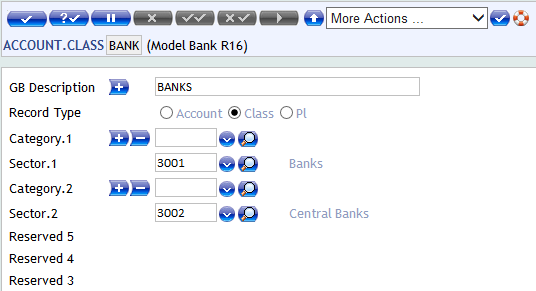 More Actions ...
ACCOUNT.CLASS BANK (Model Bank R16)
GB Description BANKS
Record Type Account Class Pl
Category.1
Sector.1 3001 Banks
Category.2
Sector.2 3002 Central Banks
Reserved 5
Reserved 4
Reserved 3